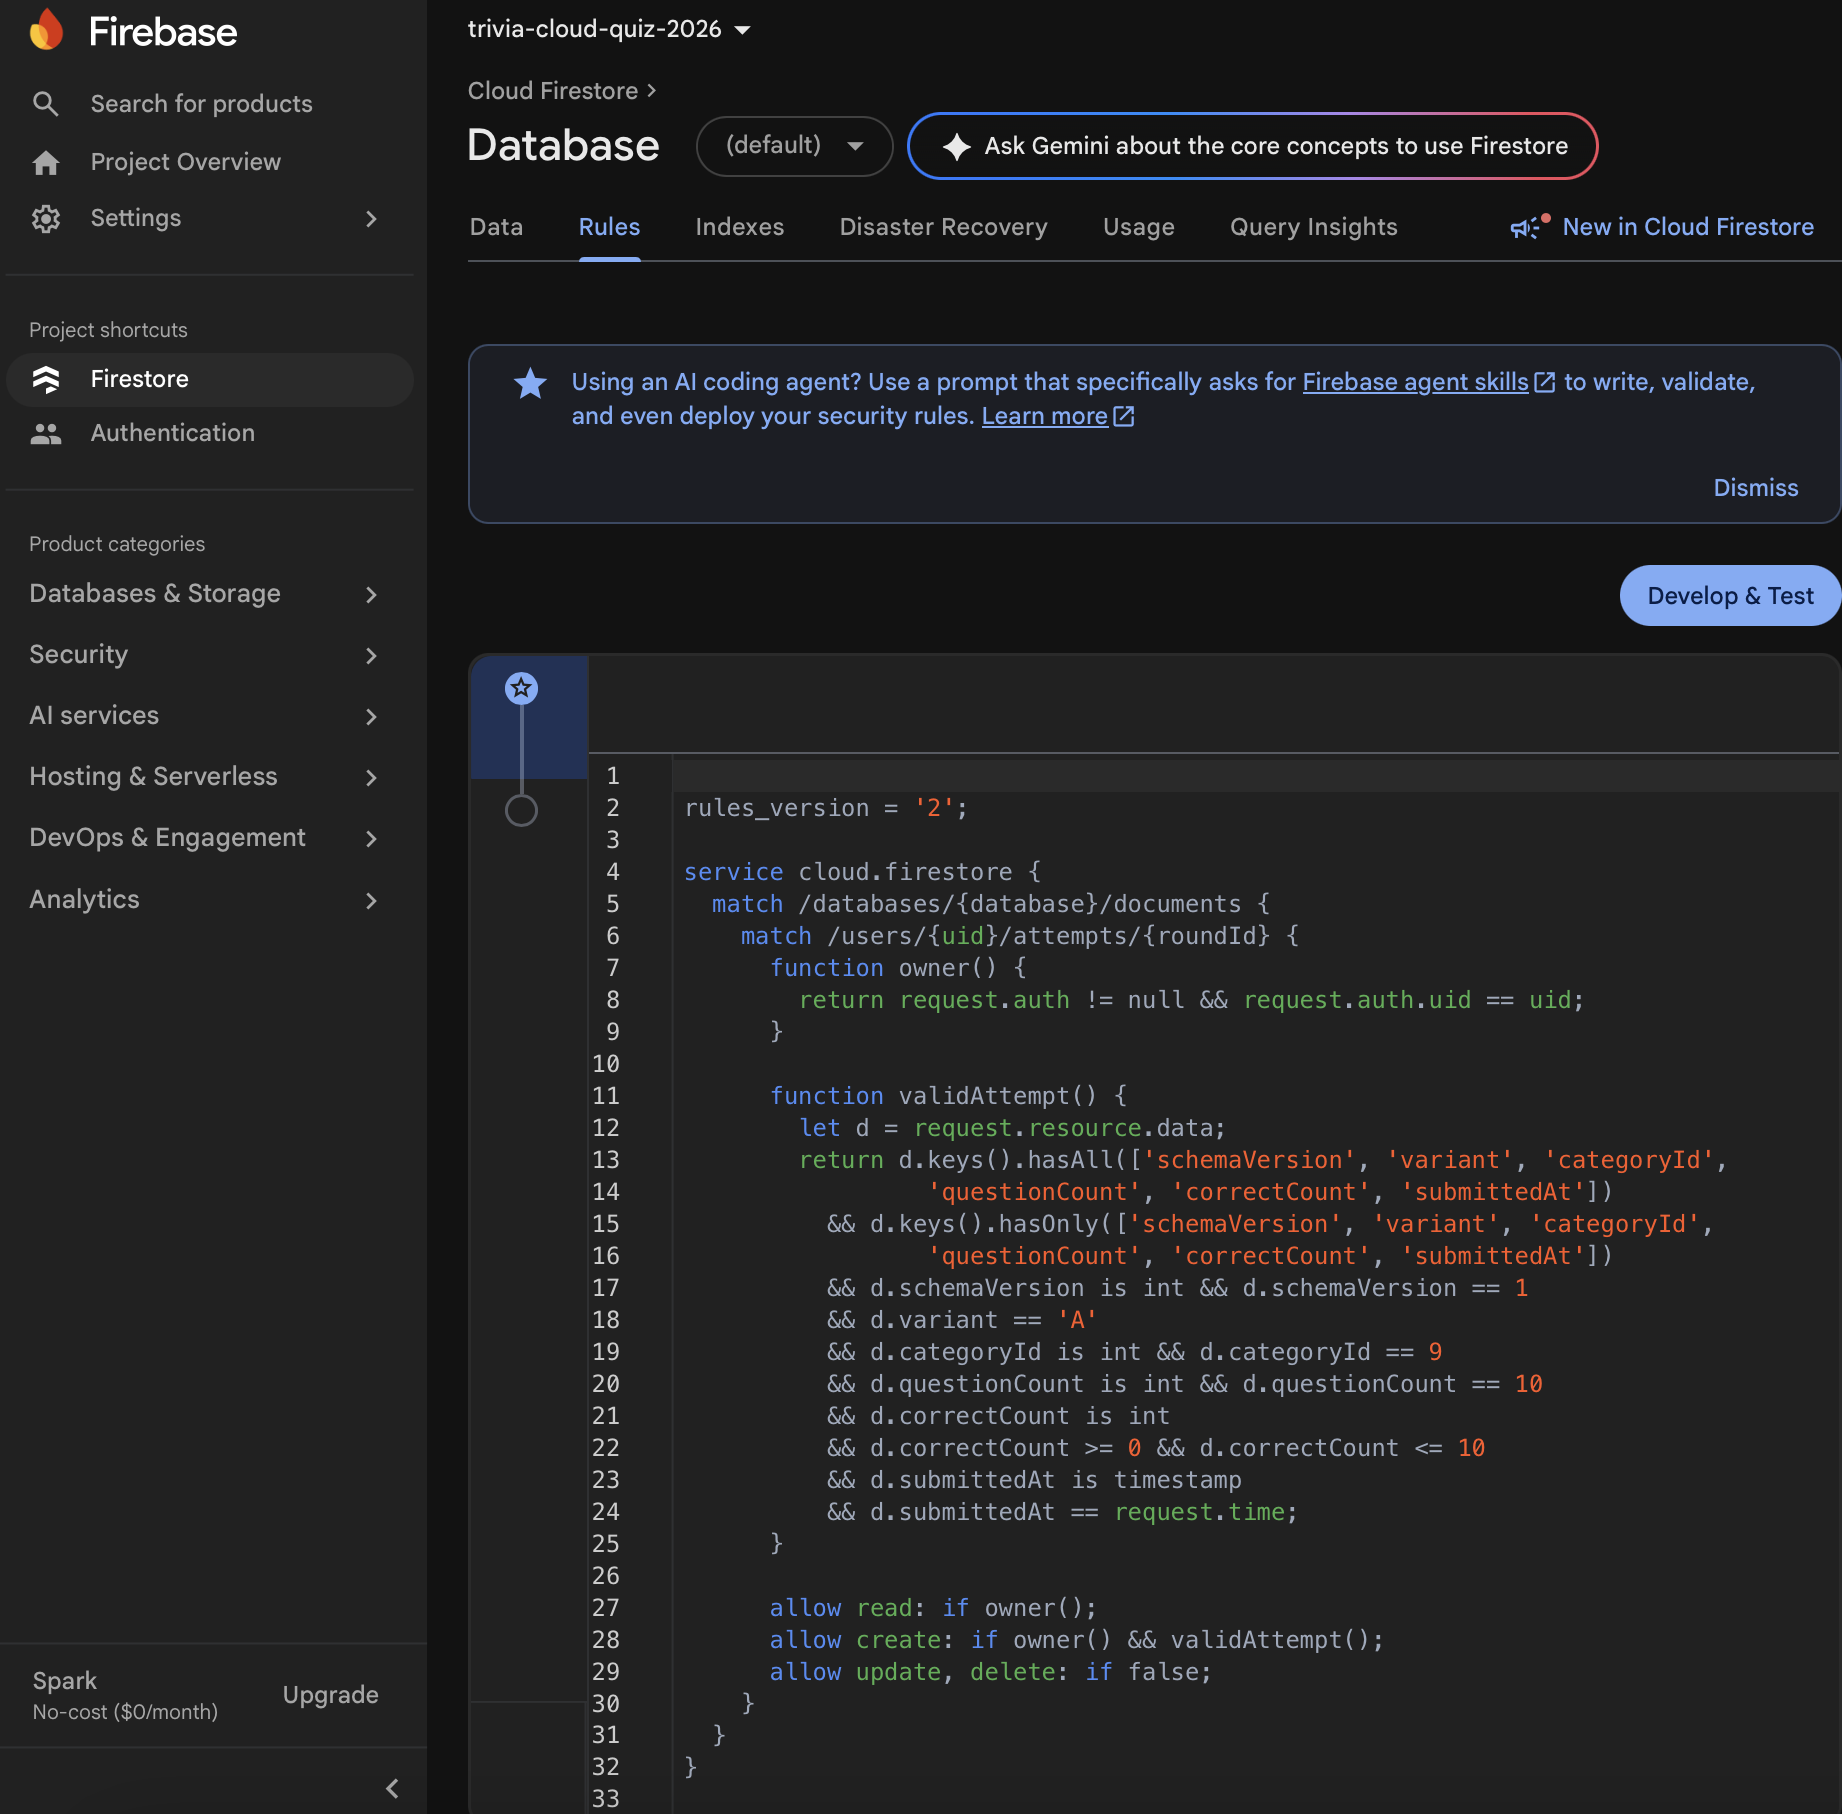 Firebase
Search for products
Project Overview
Settings
Project shortcuts
Firestore
Authentication
Product categories
Databases & Storage
Security
AI services
Hosting & Serverless
DevOps & Engagement
Analytics
Spark
No-cost ($0/month)
Upgrade
trivia-cloud-quiz-2026
Cloud Firestore
Database
(default)
Ask Gemini about the core concepts to use Firestore
Data Rules Indexes Disaster Recovery Usage Query Insights New in Cloud Firestore
Using an AI coding agent? Use a prompt that specifically asks for Firebase agent skills to write, validate,
and even deploy your security rules. Learn more
Dismiss
Develop & Test
1
2 rules_version = '2';
3
4 service cloud.firestore {
5   match /databases/{database}/documents {
6     match /users/{uid}/attempts/{roundId} {
7       function owner() {
8         return request.auth != null && request.auth.uid == uid;
9       }
10
11       function validAttempt() {
12         let d = request.resource.data;
13         return d.keys().hasAll(['schemaVersion', 'variant', 'categoryId',
14                  'questionCount', 'correctCount', 'submittedAt'])
15           && d.keys().hasOnly(['schemaVersion', 'variant', 'categoryId',
16                  'questionCount', 'correctCount', 'submittedAt'])
17           && d.schemaVersion is int && d.schemaVersion == 1
18           && d.variant == 'A'
19           && d.categoryId is int && d.categoryId == 9
20           && d.questionCount is int && d.questionCount == 10
21           && d.correctCount is int
22           && d.correctCount >= 0 && d.correctCount <= 10
23           && d.submittedAt is timestamp
24           && d.submittedAt == request.time;
25       }
26
27       allow read: if owner();
28       allow create: if owner() && validAttempt();
29       allow update, delete: if false;
30     }
31   }
32 }
33